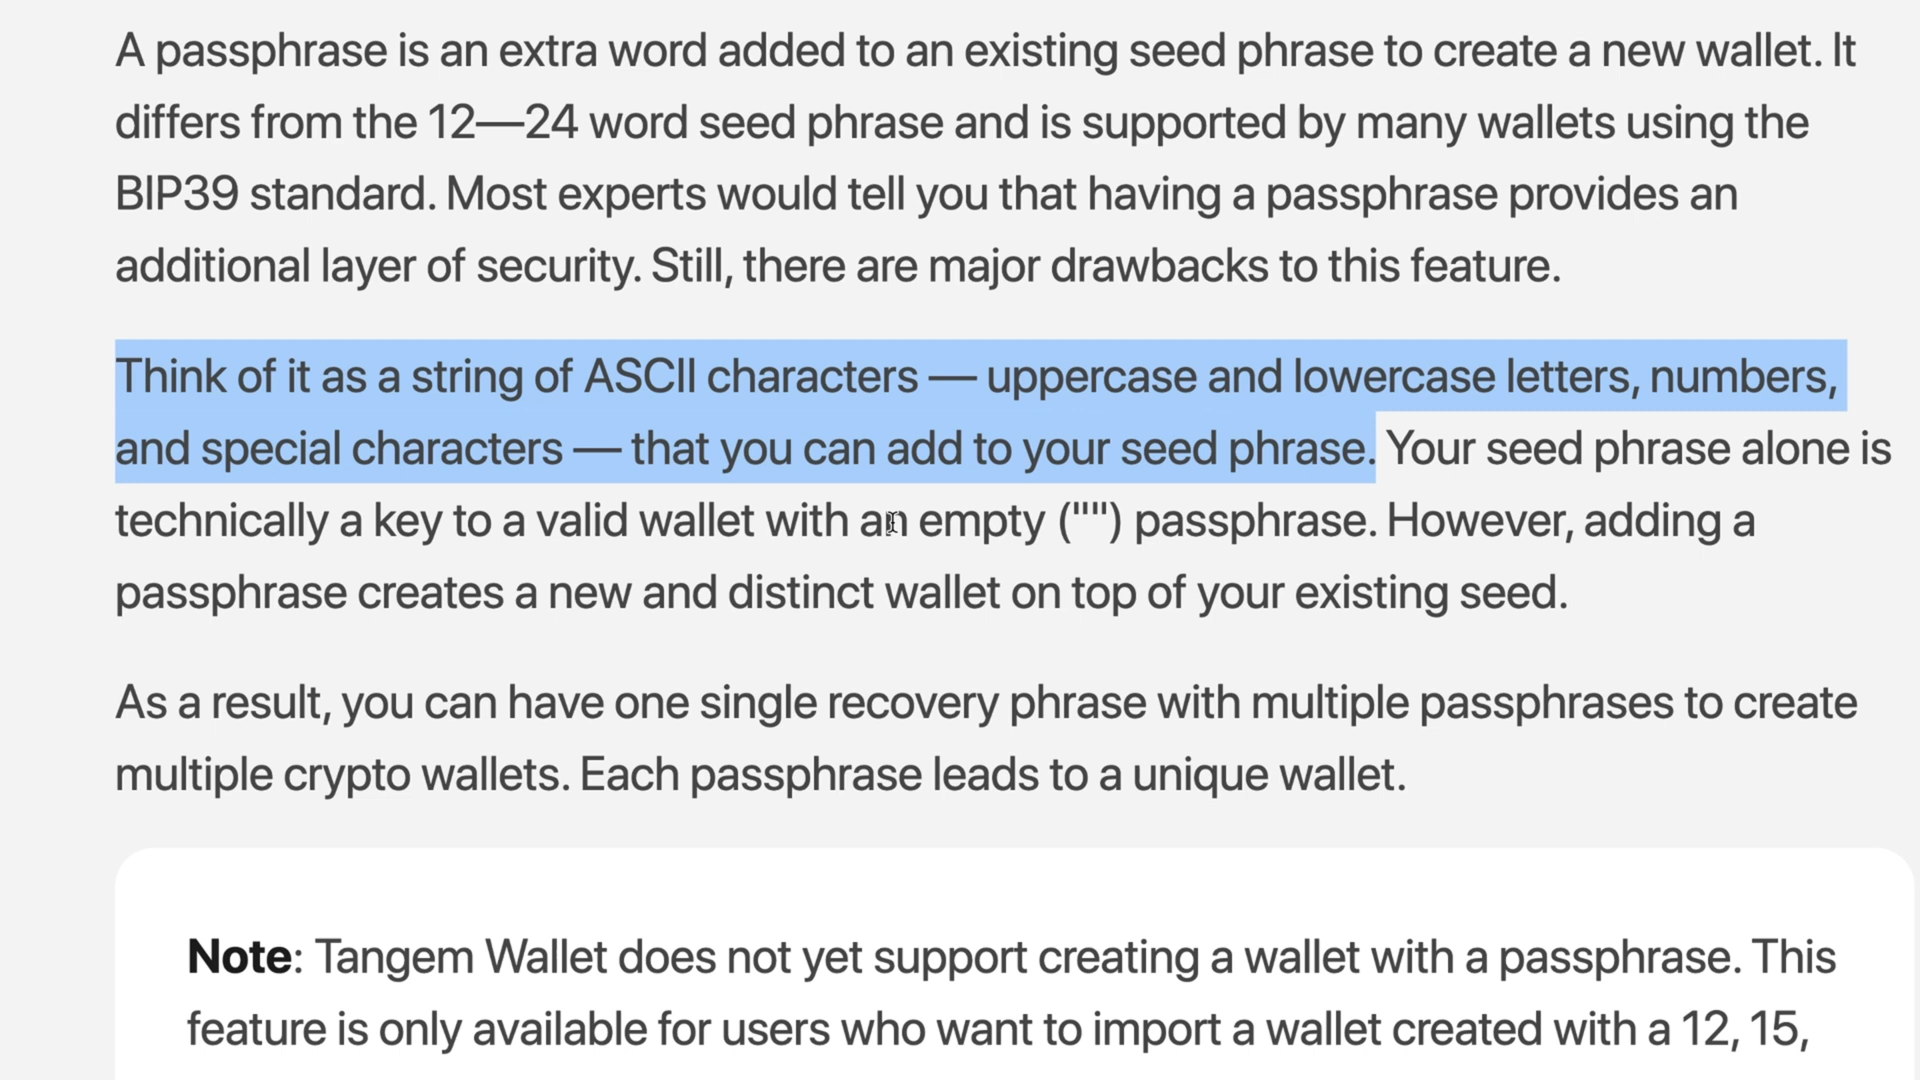 A passphrase is an extra word added to an existing seed phrase to create a new wallet. It
differs from the 12—24 word seed phrase and is supported by many wallets using the
BIP39 standard. Most experts would tell you that having a passphrase provides an
additional layer of security. Still, there are major drawbacks to this feature.
Think of it as a string of ASCII characters — uppercase and lowercase letters, numbers,
and special characters — that you can add to your seed phrase. Your seed phrase alone is
technically a key to a valid wallet with an empty ("") passphrase. However, adding a
passphrase creates a new and distinct wallet on top of your existing seed.
As a result, you can have one single recovery phrase with multiple passphrases to create
multiple crypto wallets. Each passphrase leads to a unique wallet.
Note: Tangem Wallet does not yet support creating a wallet with a passphrase. This
feature is only available for users who want to import a wallet created with a 12, 15,